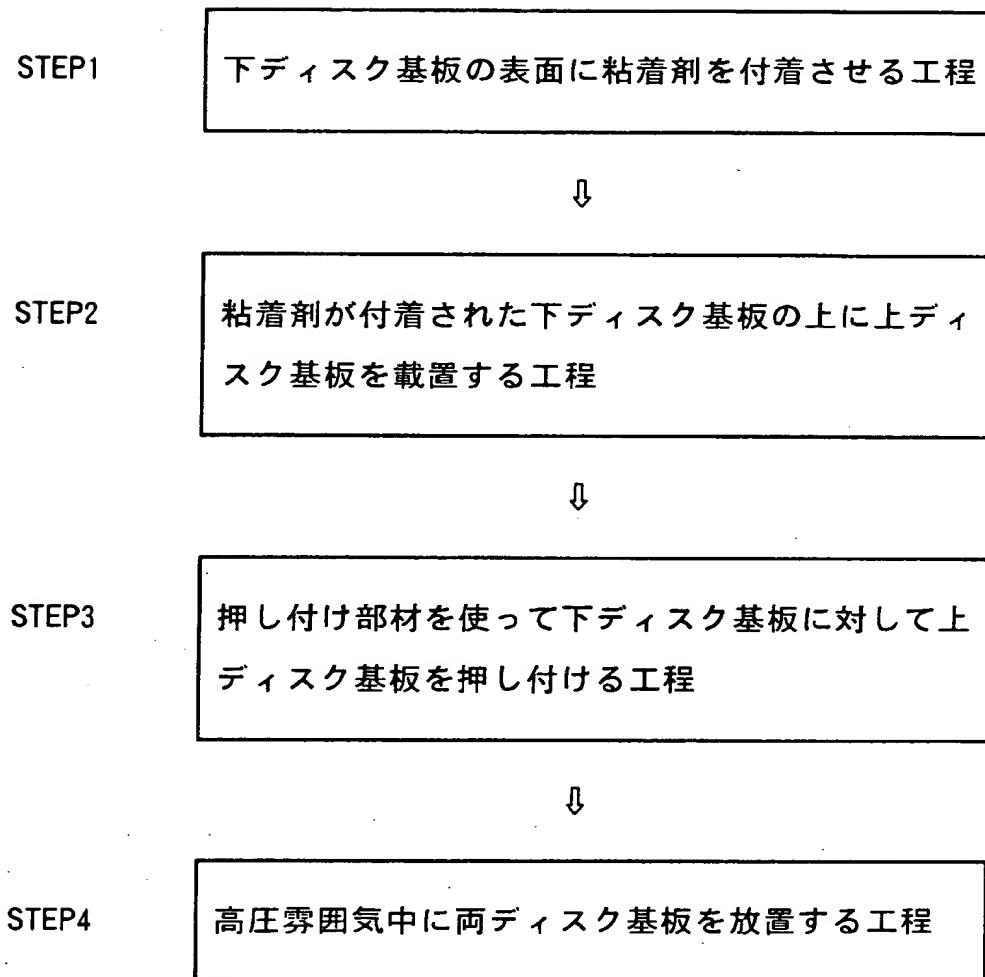 STEP1
下ディスク基板の表面に粘着剤を付着させる工程
⇩
STEP2
粘着剤が付着された下ディスク基板の上に上ディ
スク基板を載置する工程
⇩
STEP3
押し付け部材を使って下ディスク基板に対して上
ディスク基板を押し付ける工程
⇩
STEP4
高圧雰囲気中に両ディスク基板を放置する工程